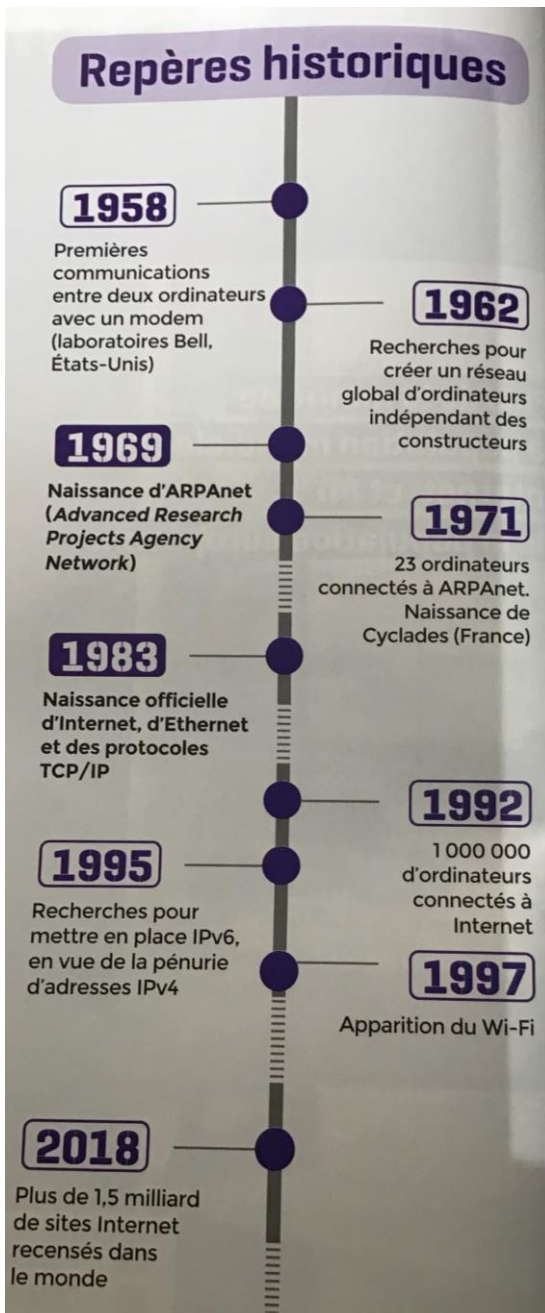 Repères historiques
1958
Premières
communications
entre deux ordinateurs
avec un modem
(laboratoires Bell,
États-Unis)
1962
Recherches pour
créer un réseau
global d'ordinateurs
indépendant des
constructeurs
1969
Naissance d'ARPAnet
(Advanced Research
Projects Agency
Network)
1971
23 ordinateurs
connectés à ARPAnet.
Naissance de
Cyclades (France)
1983
Naissance officielle
d'Internet, d'Ethernet
et des protocoles
TCP/IP
1992
1 000 000
d'ordinateurs
connectés à
Internet
1995
Recherches pour
mettre en place IPv6,
en vue de la pénurie
d'adresses IPv4
1997
Apparition du Wi-Fi
2018
Plus de 1,5 milliard
de sites Internet
recensés dans
le monde